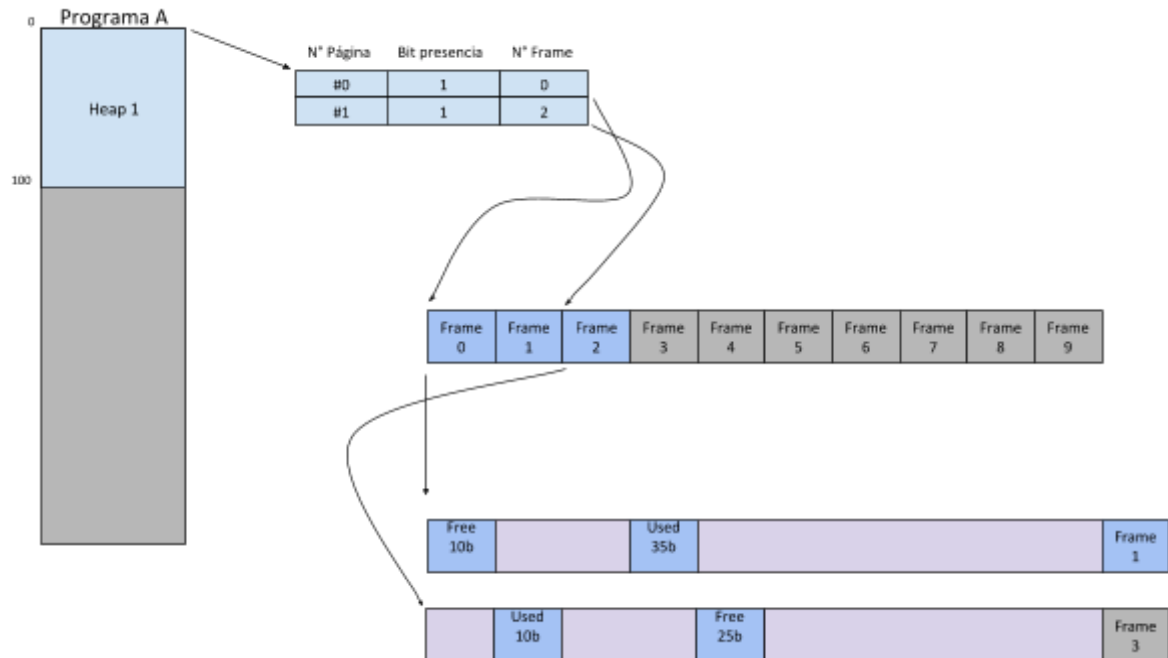 Programa A
0
N° Página Bit presencia N° Frame
#0 1 0
#1 1 2
Heap 1
100
Frame 0
Frame 1
Frame 2
Frame 3
Frame 4
Frame 5
Frame 6
Frame 7
Frame 8
Frame 9
Free
10b
Used
35b
Frame
1
Used
10b
Free
25b
Frame
3